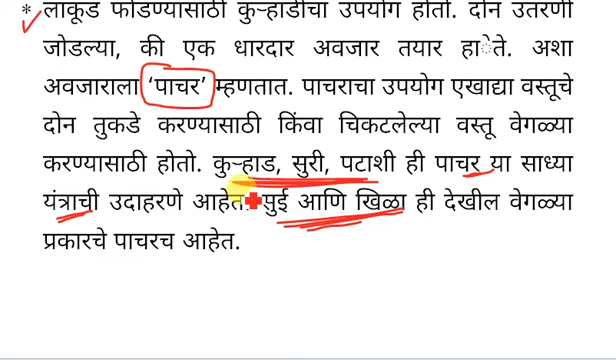 * लाकूड फोडण्यासाठी कुऱ्हाडीचा उपयोग होतो. दोन उतरणी
जोडल्या, की एक धारदार अवजार तयार हाेते. अशा
अवजाराला ‘पाचर’ म्हणतात. पाचराचा उपयोग एखाद्या वस्तूचे
दोन तुकडे करण्यासाठी किंवा चिकटलेल्या वस्तू वेगळ्या
करण्यासाठी होतो. कुऱ्हाड, सुरी, पटाशी ही पाचर या साध्या
यंत्राची उदाहरणे आहेत. सुई आणि खिळा ही देखील वेगळ्या
प्रकारचे पाचरच आहेत.